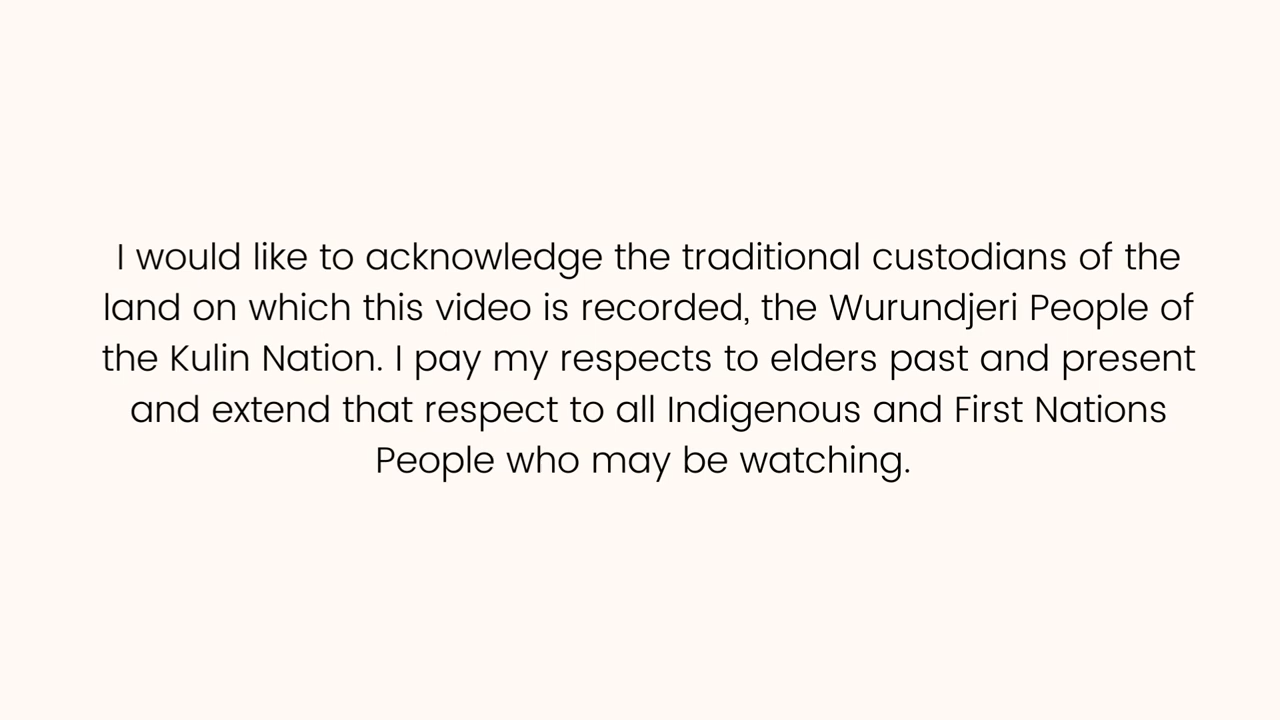 I would like to acknowledge the traditional custodians of the
land on which this video is recorded, the Wurundjeri People of
the Kulin Nation. I pay my respects to elders past and present
and extend that respect to all Indigenous and First Nations
People who may be watching.